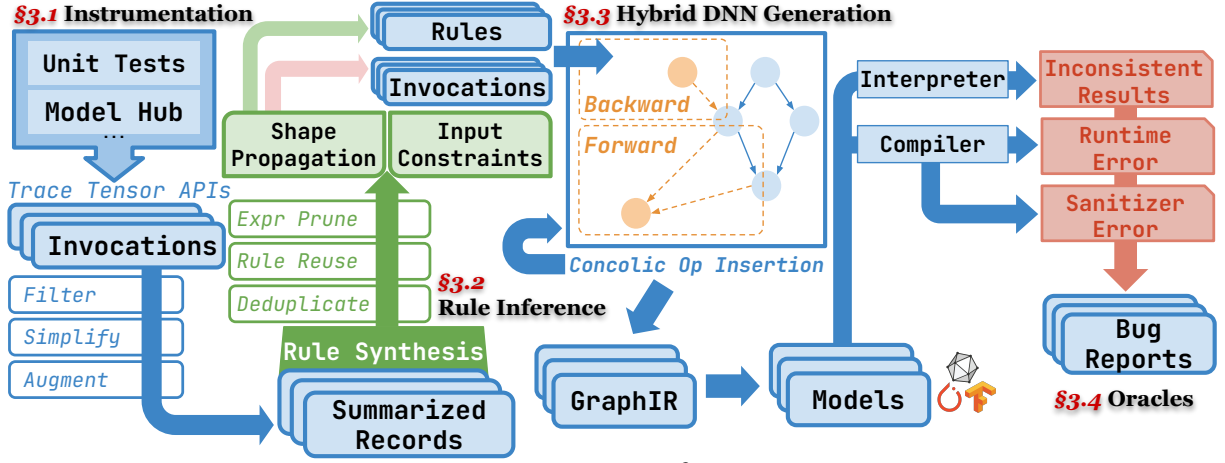 §3.1 Instrumentation
Unit Tests
Model Hub
...
Trace Tensor APIs
Invocations
Filter
Simplify
Augment
Rules
Invocations
Shape
Propagation
Input
Constraints
Expr Prune
Rule Reuse
Deduplicate
§3.2
Rule Inference
Rule Synthesis
Summarized
Records
§3.3 Hybrid DNN Generation
Backward
Forward
Concolic Op Insertion
GraphIR
Models
Interpreter
Compiler
Inconsistent
Results
Runtime
Error
Sanitizer
Error
Bug
Reports
§3.4 Oracles